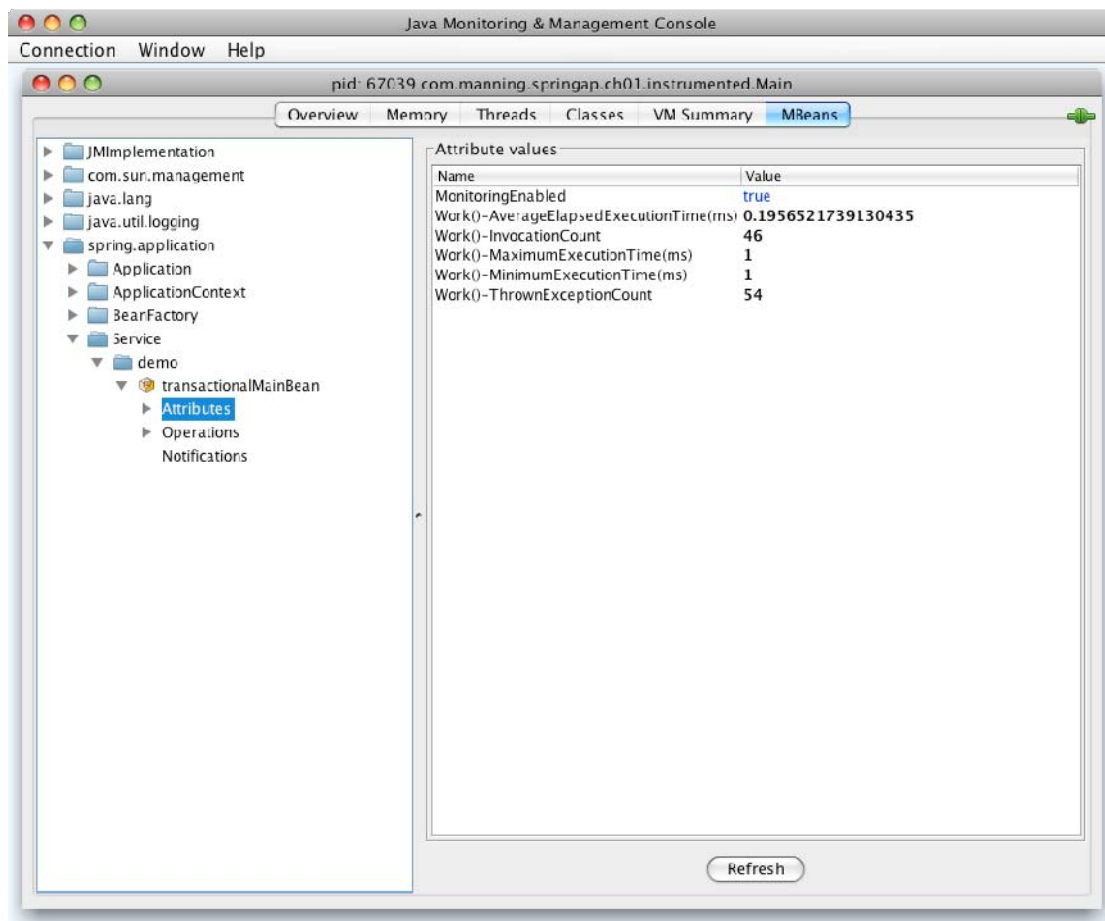 Java Monitoring & Management Console
Connection Window Help
pid: 67039 com.manning.springap.ch01.instrumented.Main
Overview Memory Threads Classes VM Summary MBeans
JMImplementation
com.sun.management
java.lang
java.util.logging
spring.application
Application
ApplicationContext
BeanFactory
Service
demo
transactionalMainBean
Attributes
Operations
Notifications
Attribute values
Name Value
MonitoringEnabled true
Work()-AverageElapsedExecutionTime(ms) 0.1956521739130435
Work()-InvocationCount 46
Work()-MaximumExecutionTime(ms) 1
Work()-MinimumExecutionTime(ms) 1
Work()-ThrownExceptionCount 54
Refresh